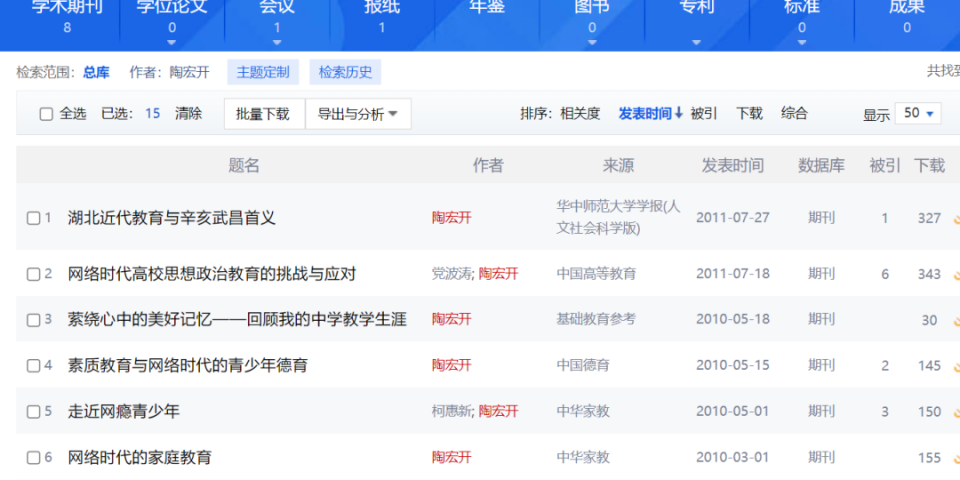 学术期刊 学位论文 会议 报纸 年鉴 图书 专利 标准 成果
8 0 1 1 0 0 0
检索范围：总库 作者：陶宏开 主题定制 检索历史 共找到
全选 已选：15 清除 批量下载 导出与分析 排序：相关度 发表时间↓ 被引 下载 综合 显示 50
题名 作者 来源 发表时间 数据库 被引 下载
1 湖北近代教育与辛亥武昌首义 陶宏开 华中师范大学学报(人文社会科学版) 2011-07-27 期刊 1 327
2 网络时代高校思想政治教育的挑战与应对 党波涛; 陶宏开 中国高等教育 2011-07-18 期刊 6 343
3 萦绕心中的美好记忆——回顾我的中学教学生涯 陶宏开 基础教育参考 2010-05-18 期刊 30
4 素质教育与网络时代的青少年德育 陶宏开 中国德育 2010-05-15 期刊 2 145
5 走近网瘾青少年 柯惠新; 陶宏开 中华家教 2010-05-01 期刊 3 150
6 网络时代的家庭教育 陶宏开 中华家教 2010-03-01 期刊 155